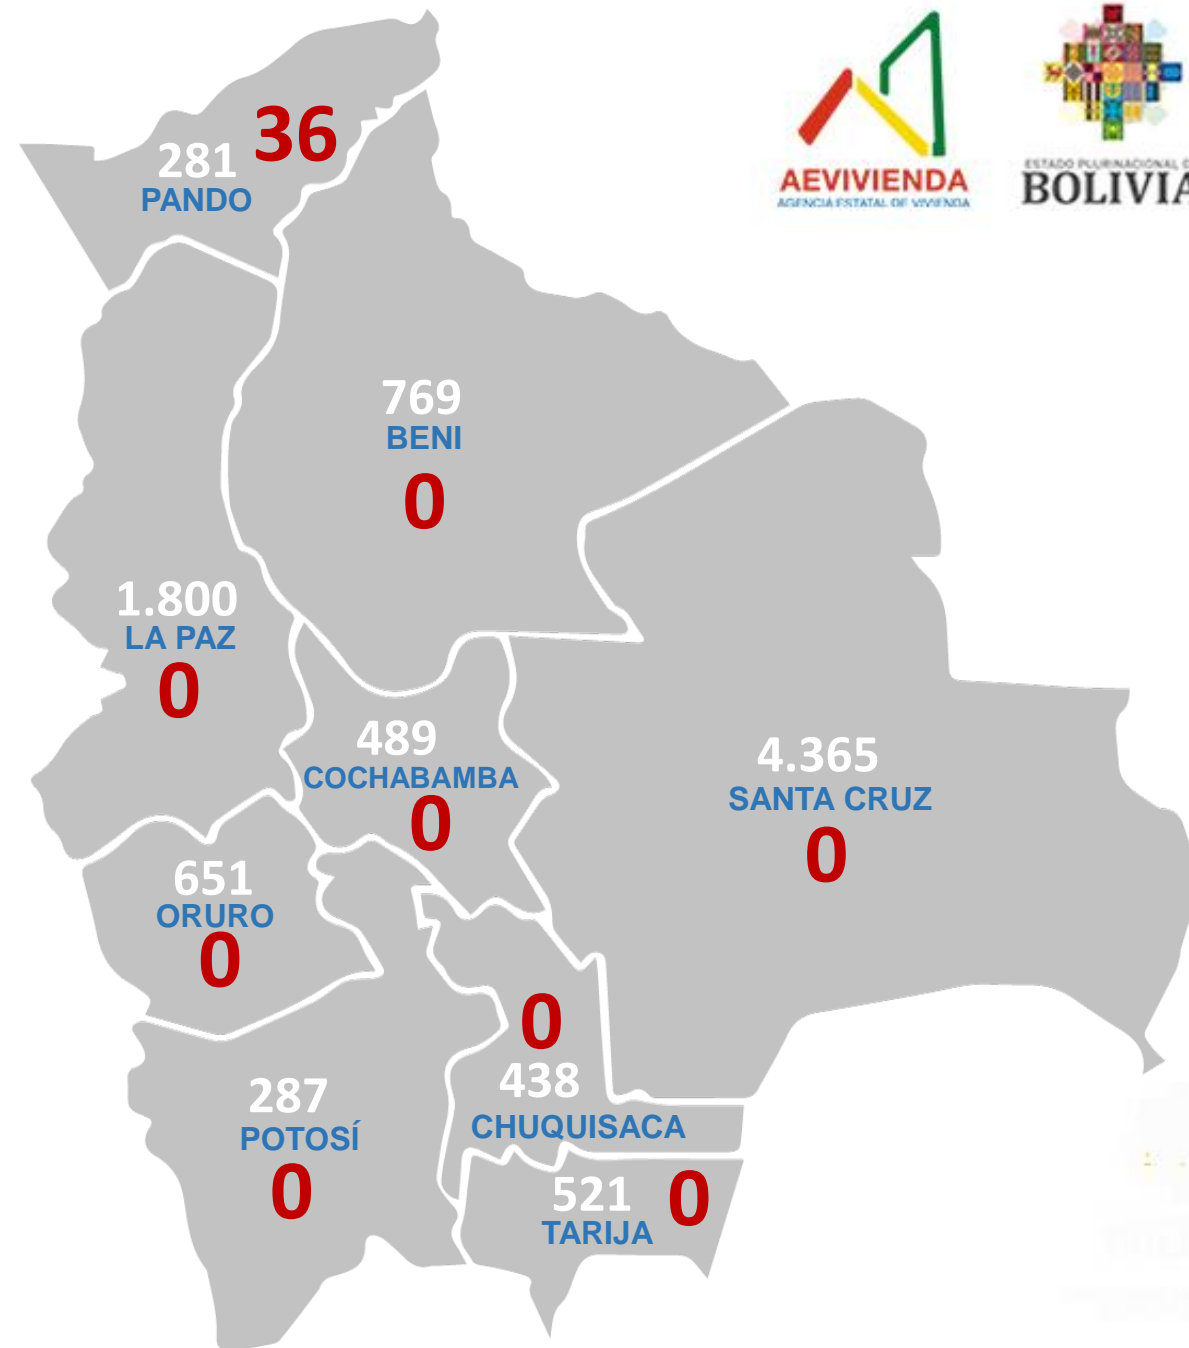 AEVIVIENDA
AGENCIA ESTATAL DE VIVIENDA
ESTADO PLURINACIONAL
BOLIVIA
36
281
PANDO
769
BENI
0
1.800
LA PAZ
0
489
COCHABAMBA
0
4.365
SANTA CRUZ
0
651
ORURO
0
0
438
CHUQUISACA
287
POTOSÍ
0
521
TARIJA
0